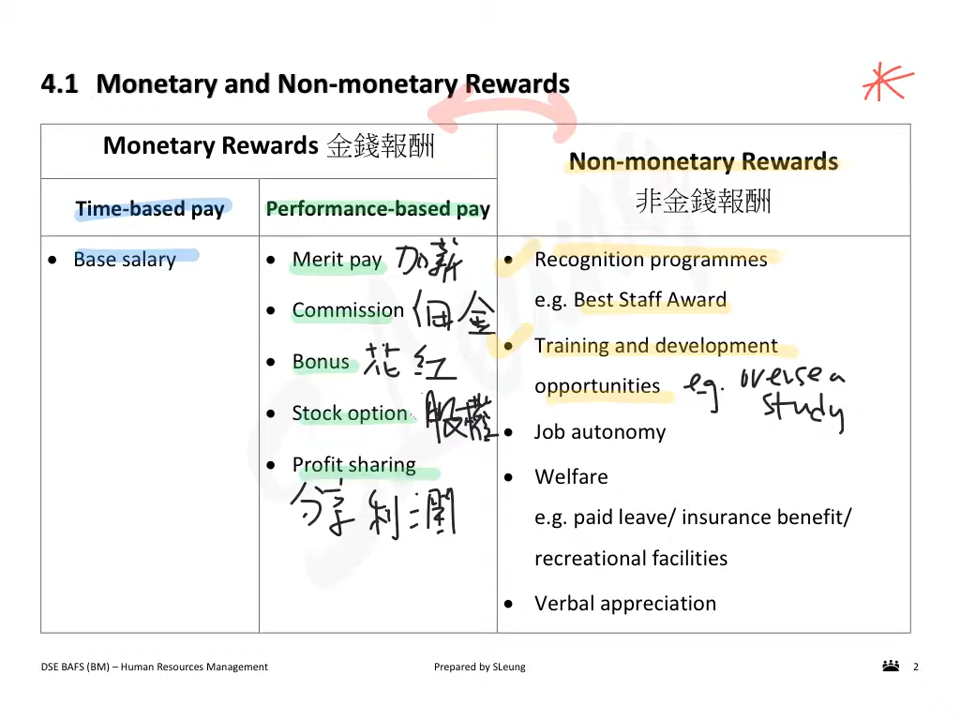 4.1 Monetary and Non-monetary Rewards
Monetary Rewards 金錢報酬
Non-monetary Rewards
非金錢報酬
Time-based pay
Performance-based pay
• Base salary
• Merit pay 加薪
• Commission 佣金
• Bonus 花红
• Stock option 股權
• Profit sharing
分享利潤
• Recognition programmes
e.g. Best Staff Award
• Training and development
opportunities e.g. oversea
study
• Job autonomy
• Welfare
e.g. paid leave/ insurance benefit/
recreational facilities
• Verbal appreciation
DSE BAFS (BM) – Human Resources Management
Prepared by SLeung
2